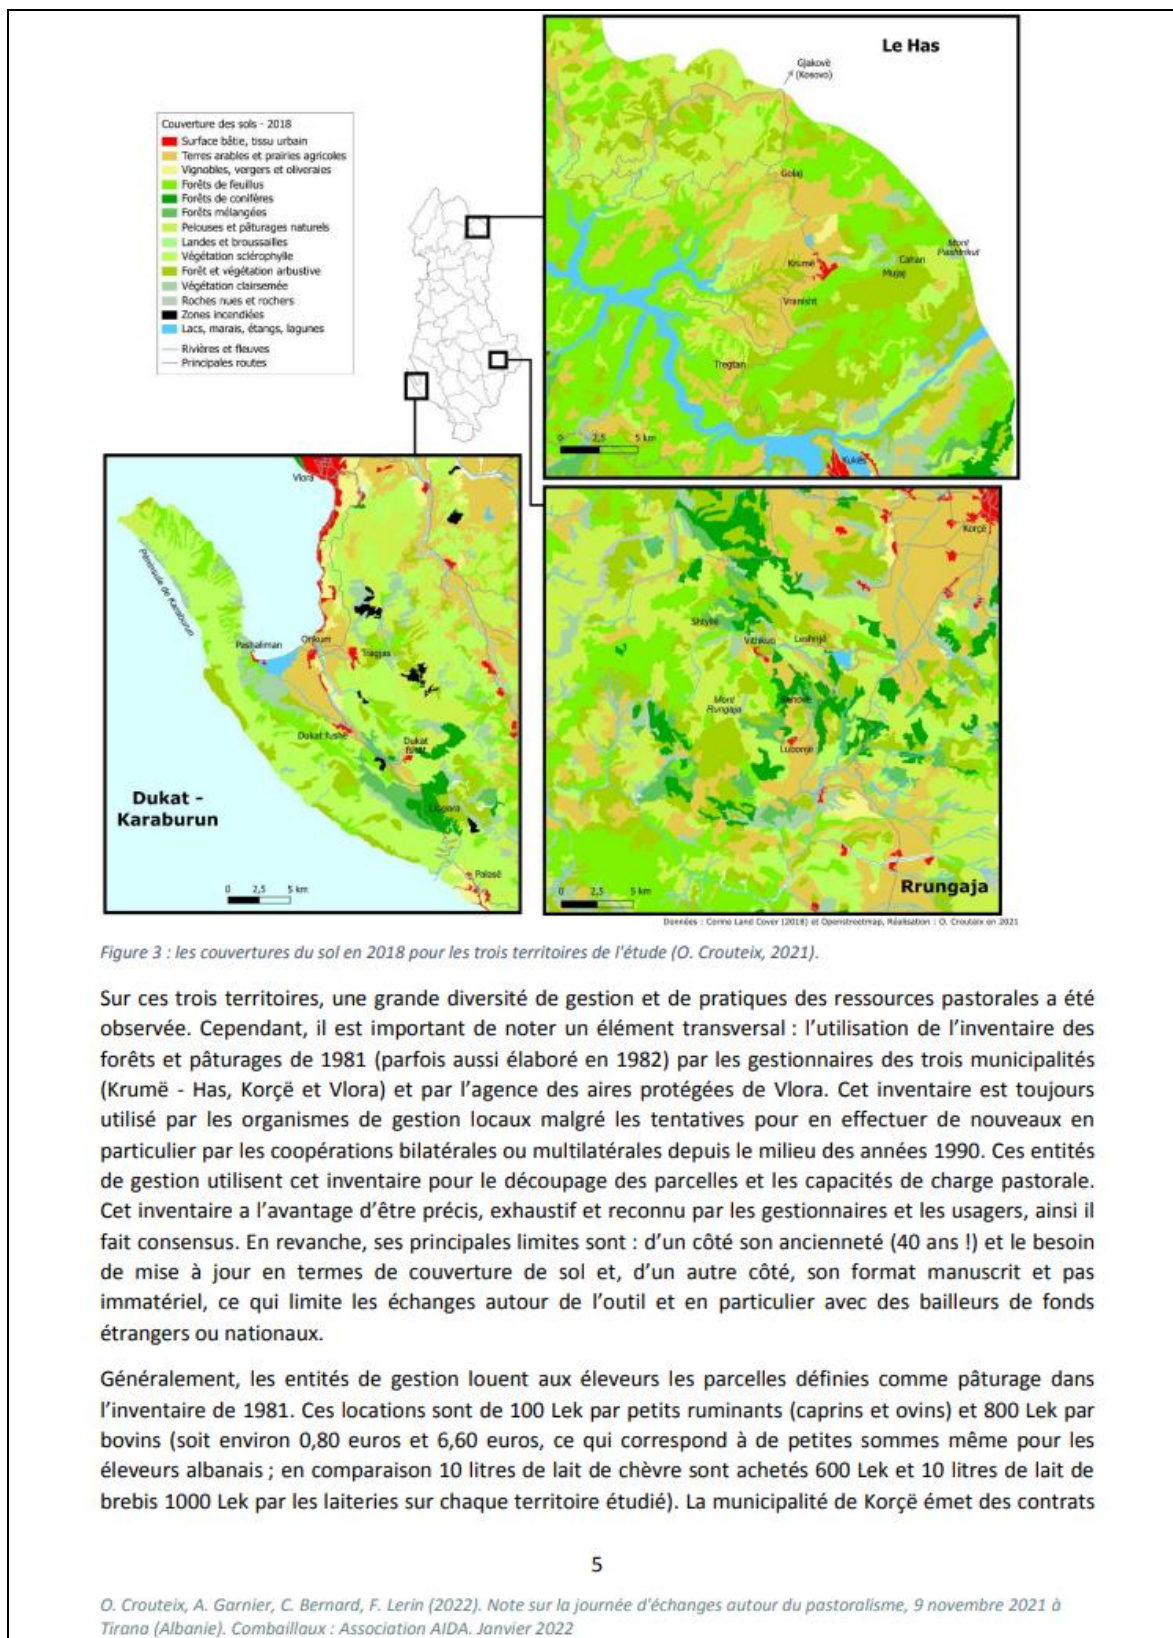 Le Has
Gjakovë
(Kosovo)
Golaj
Krumë
Cahan
Mujaj
Mont
Pashtrikut
Vranisht
Tregtan
0 2,5 5 km
Kukës
Couverture des sols - 2018
Surface bâtie, tissu urbain
Terres arables et prairies agricoles
Vignobles, vergers et oliveraies
Forêts de feuillus
Forêts de conifères
Forêts mélangées
Pelouses et pâturages naturels
Landes et broussailles
Végétation sclérophylle
Forêt et végétation arbustive
Végétation clairsemée
Roches nues et rochers
Zones incendiées
Lacs, marais, étangs, lagunes
Rivières et fleuves
Principales routes
Vlora
Péninsule de Karaburun
Pashaliman
Orikum
Tragjas
Dukat fushë
Dukat
fshat
Llogara
Palasë
Dukat -
Karaburun
0 2,5 5 km
Korçë
Shtyllë
Vithkuq
Leshnjë
Mont
Rungaja
Lubonjë
0 2,5 5 km
Rrungaja
Données : Corine Land Cover (2018) et Openstreetmap, Réalisation : O. Crouteix en 2021
Figure 3 : les couvertures du sol en 2018 pour les trois territoires de l'étude (O. Crouteix, 2021).
Sur ces trois territoires, une grande diversité de gestion et de pratiques des ressources pastorales a été
observée. Cependant, il est important de noter un élément transversal : l'utilisation de l'inventaire des
forêts et pâturages de 1981 (parfois aussi élaboré en 1982) par les gestionnaires des trois municipalités
(Krumë - Has, Korçë et Vlora) et par l'agence des aires protégées de Vlora. Cet inventaire est toujours
utilisé par les organismes de gestion locaux malgré les tentatives pour en effectuer de nouveaux en
particulier par les coopérations bilatérales ou multilatérales depuis le milieu des années 1990. Ces entités
de gestion utilisent cet inventaire pour le découpage des parcelles et les capacités de charge pastorale.
Cet inventaire a l'avantage d'être précis, exhaustif et reconnu par les gestionnaires et les usagers, ainsi il
fait consensus. En revanche, ses principales limites sont : d'un côté son ancienneté (40 ans !) et le besoin
de mise à jour en termes de couverture de sol et, d'un autre côté, son format manuscrit et pas
immatériel, ce qui limite les échanges autour de l'outil et en particulier avec des bailleurs de fonds
étrangers ou nationaux.
Généralement, les entités de gestion louent aux éleveurs les parcelles définies comme pâturage dans
l'inventaire de 1981. Ces locations sont de 100 Lek par petits ruminants (caprins et ovins) et 800 Lek par
bovins (soit environ 0,80 euros et 6,60 euros, ce qui correspond à de petites sommes même pour les
éleveurs albanais ; en comparaison 10 litres de lait de chèvre sont achetés 600 Lek et 10 litres de lait de
brebis 1000 Lek par les laiteries sur chaque territoire étudié). La municipalité de Korçë émet des contrats
5
O. Crouteix, A. Garnier, C. Bernard, F. Lerin (2022). Note sur la journée d'échanges autour du pastoralisme, 9 novembre 2021 à
Tirana (Albanie). Combaillaux : Association AIDA. Janvier 2022